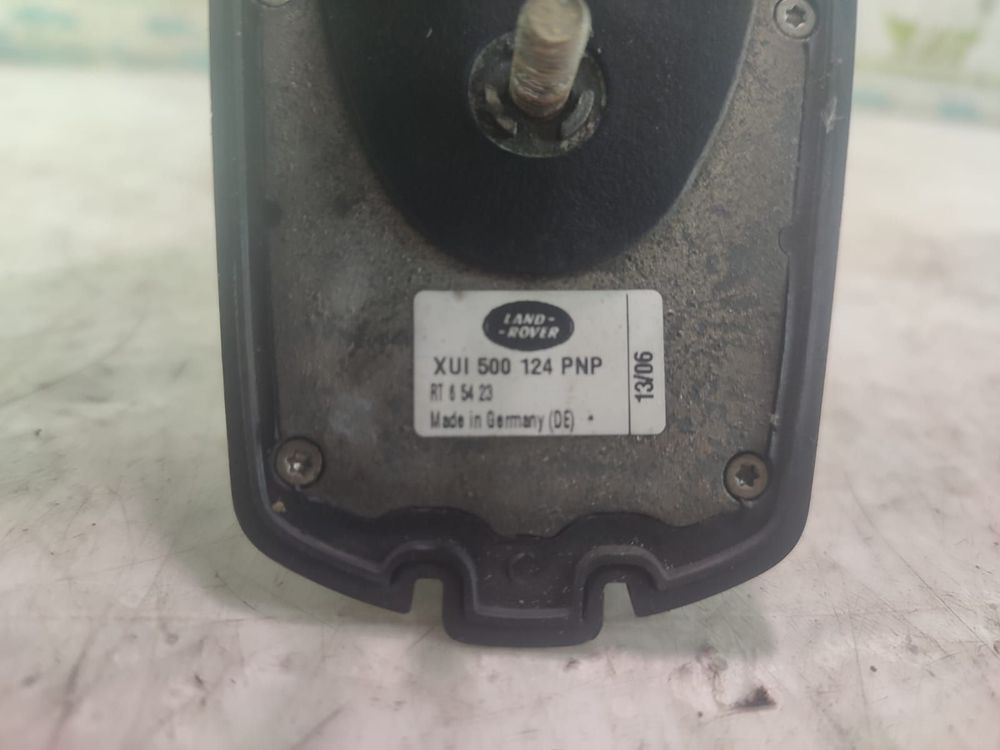 LAND-
-ROVER
XUI 500 124 PNP
RT 6 54 23
Made in Germany (DE)
13/06